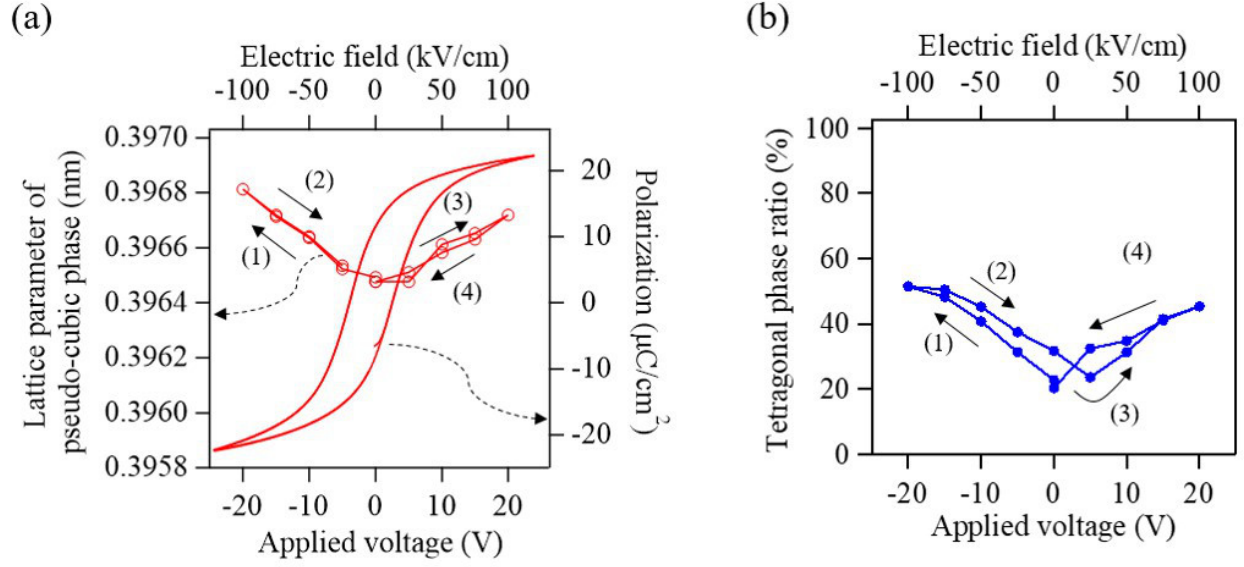 (a)
Electric field (kV/cm)
-100 -50 0 50 100
0.3970
0.3968
0.3966
0.3964
0.3962
0.3960
0.3958
Lattice parameter of
pseudo-cubic phase (nm)
(1)
(2)
(3)
(4)
20
10
0
-10
-20
Polarization (μC/cm²)
-20 -10 0 10 20
Applied voltage (V)
(b)
Electric field (kV/cm)
-100 -50 0 50 100
100
80
60
40
20
0
Tetragonal phase ratio (%)
(1)
(2)
(3)
(4)
-20 -10 0 10 20
Applied voltage (V)